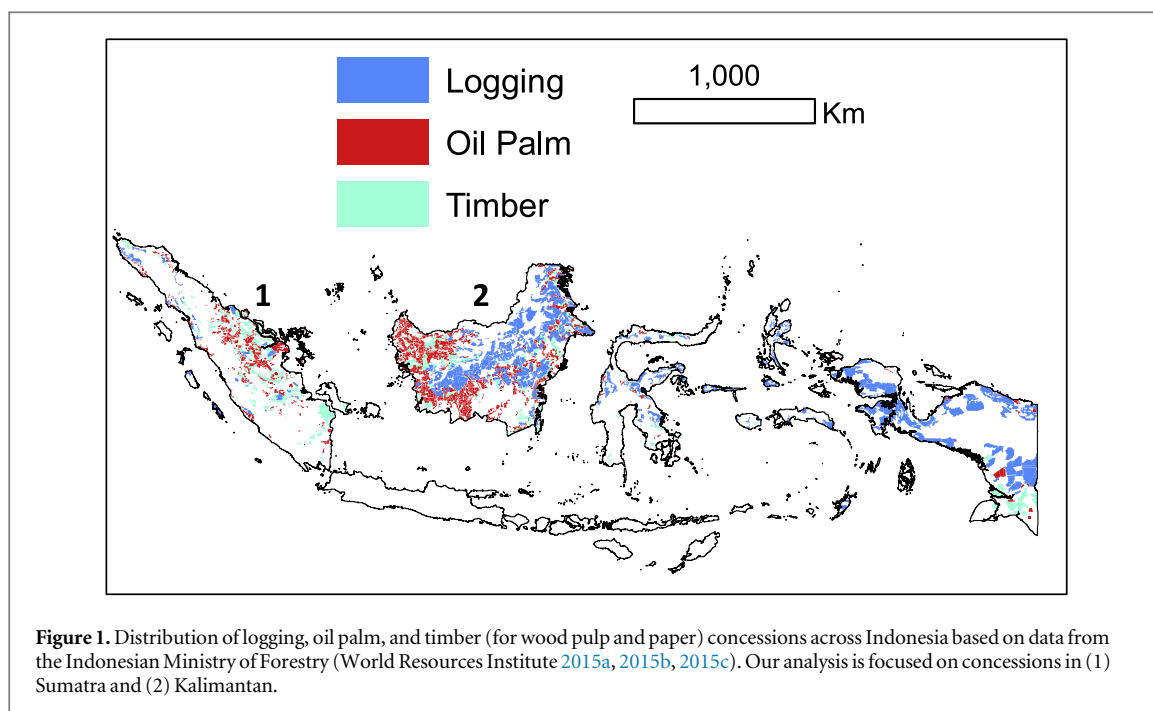 Logging
Oil Palm
Timber
1,000
Km
1
2
Figure 1. Distribution of logging, oil palm, and timber (for wood pulp and paper) concessions across Indonesia based on data from
the Indonesian Ministry of Forestry (World Resources Institute 2015a, 2015b, 2015c). Our analysis is focused on concessions in (1)
Sumatra and (2) Kalimantan.